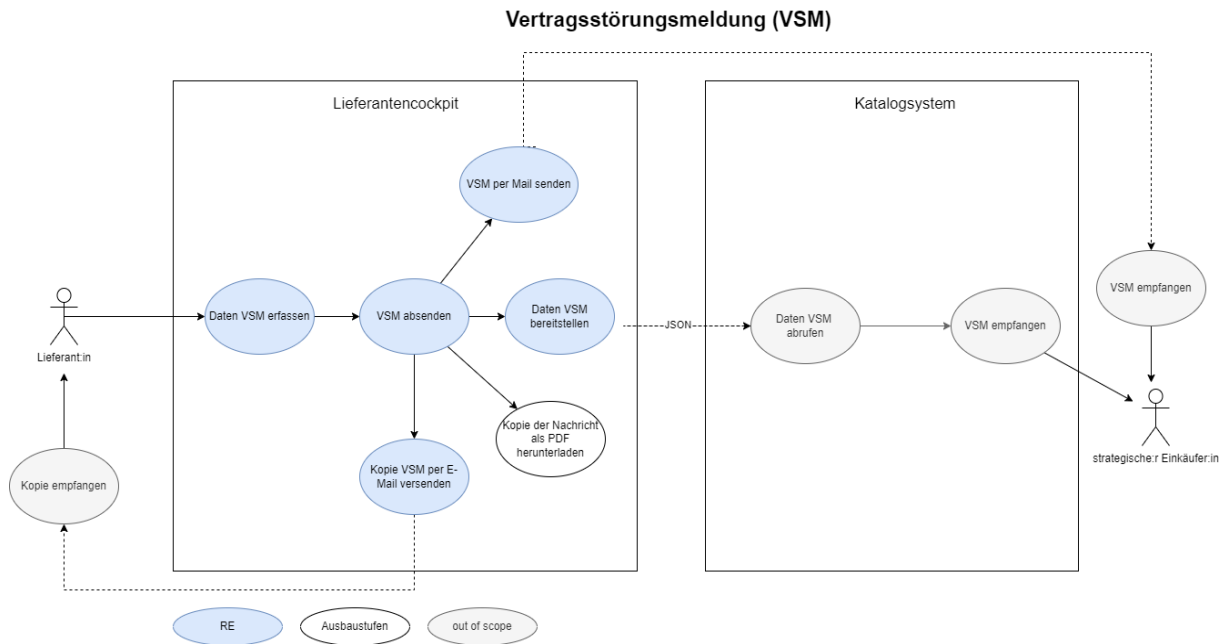 Vertragsstörungsmeldung (VSM)
Lieferantencockpit
Katalogsystem
VSM per Mail senden
VSM empfangen
Lieferant:in
Daten VSM erfassen
VSM absenden
Daten VSM
bereitstellen
JSON
Daten VSM
abrufen
VSM empfangen
Kopie der Nachricht
als PDF
herunterladen
strategische:r Einkäufer:in
Kopie empfangen
Kopie VSM per E-
Mail versenden
RE
Ausbaustufen
out of scope